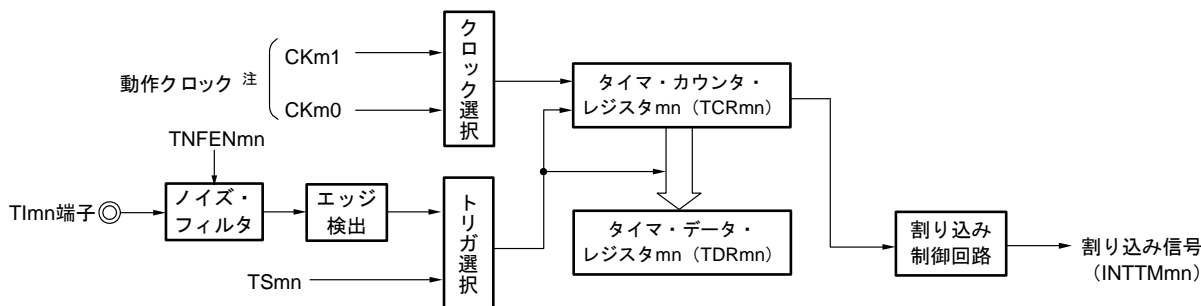 動作クロック 注
CKm1
CKm0
クロック選択
タイマ・カウンタ・
レジスタmn（TCRmn）
TNFENmn
TImn端子
ノイズ・
フィルタ
エッジ
検出
TSmn
トリガ選択
タイマ・データ・
レジスタmn（TDRmn）
割り込み
制御回路
割り込み信号
（INTTMmn）